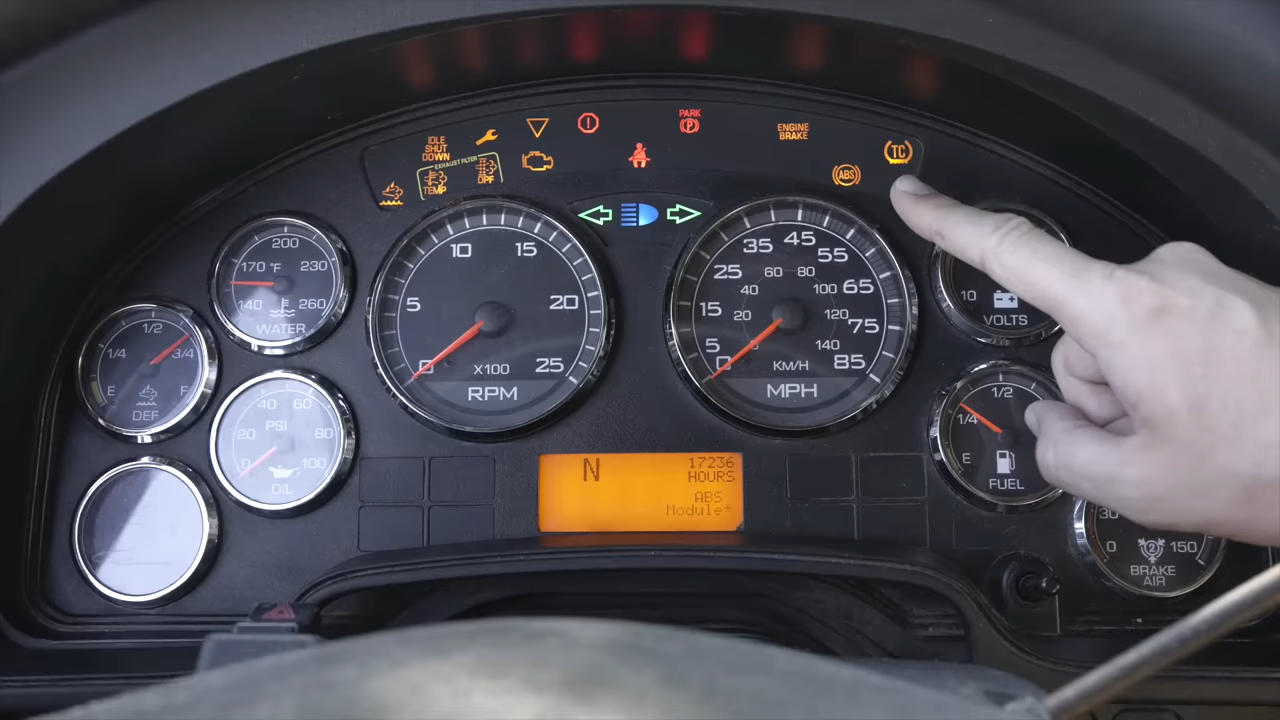 IDLE
SHUT
DOWN
EXHAUST FILTER
TEMP
DPF
!
PARK
P
ENGINE
BRAKE
ABS
TC
140
170 °F
200
230
260
WATER
E
1/4
1/2
3/4
F
DEF
0
20
40
60
80
100
PSI
OIL
0
5
10
15
20
25
X100
RPM
0
5
15
25
35
45
55
65
75
85
20
40
60
80
100
120
140
KM/H
MPH
10
VOLTS
E
1/4
1/2
FUEL
0
30
150
2
BRAKE
AIR
N
17236
HOURS
ABS
Module*